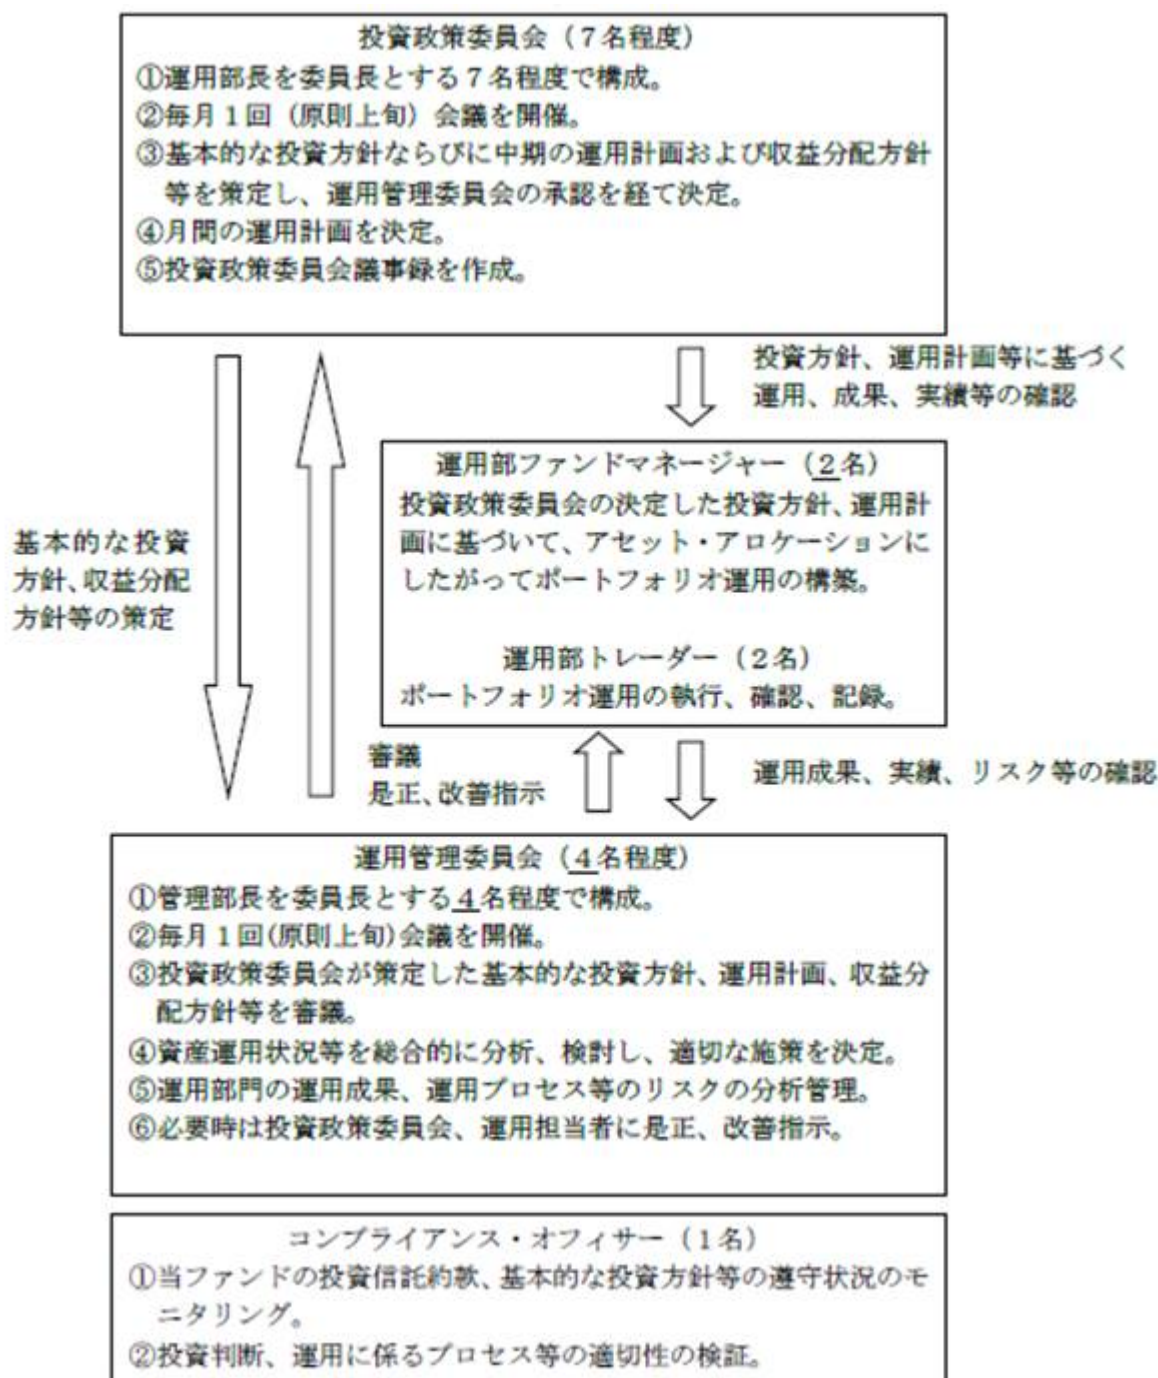 投資政策委員会（７名程度）
①運用部長を委員長とする７名程度で構成。
②毎月１回（原則上旬）会議を開催。
③基本的な投資方針ならびに中期の運用計画および収益分配方針
等を策定し、運用管理委員会の承認を経て決定。
④月間の運用計画を決定。
⑤投資政策委員会議事録を作成。
投資方針、運用計画等に基づく
運用、成果、実績等の確認
運用部ファンドマネージャー（２名）
投資政策委員会の決定した投資方針、運用計
画に基づいて、アセット・アロケーションに
したがってポートフォリオ運用の構築。
運用部トレーダー（２名）
ポートフォリオ運用の執行、確認、記録。
基本的な投資
方針、収益分配
方針等の策定
審議
是正、改善指示
運用成果、実績、リスク等の確認
運用管理委員会（４名程度）
①管理部長を委員長とする４名程度で構成。
②毎月１回(原則上旬)会議を開催。
③投資政策委員会が策定した基本的な投資方針、運用計画、収益分
配方針等を審議。
④資産運用状況等を総合的に分析、検討し、適切な施策を決定。
⑤運用部門の運用成果、運用プロセス等のリスクの分析管理。
⑥必要時は投資政策委員会、運用担当者に是正、改善指示。
コンプライアンス・オフィサー（１名）
①当ファンドの投資信託約款、基本的な投資方針等の遵守状況のモ
ニタリング。
②投資判断、運用に係るプロセス等の適切性の検証。